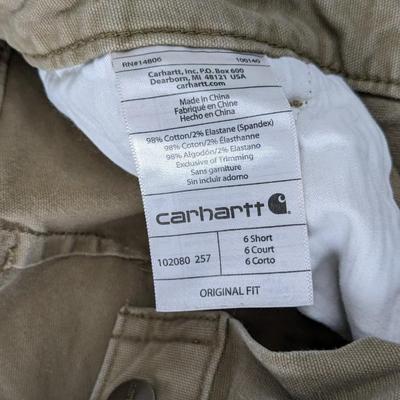 RN#14806 100140
Carhartt, Inc. P.O. Box 600
Dearborn, MI 48121 USA
carhartt.com
Made in China
Fabriqué en Chine
Hecho en China
98% Cotton/2% Elastane (Spandex)
98% Coton/2% Élasthanne
98% Algodón/2% Elastano
Exclusive of Trimming
Sans garniture
Sin incluir adorno
carhartt
102080 257
6 Short
6 Court
6 Corto
ORIGINAL FIT